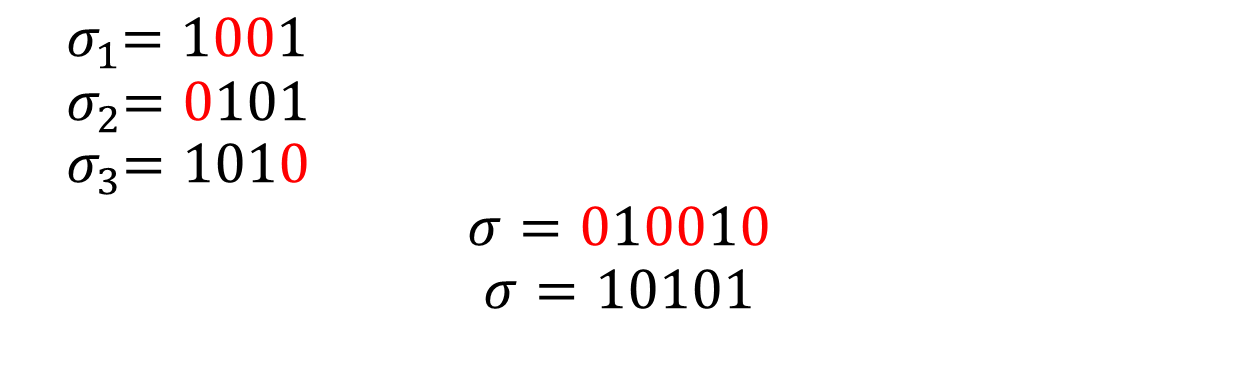 σ₁= 1001
σ₂= 0101
σ₃= 1010
σ = 010010
σ = 10101